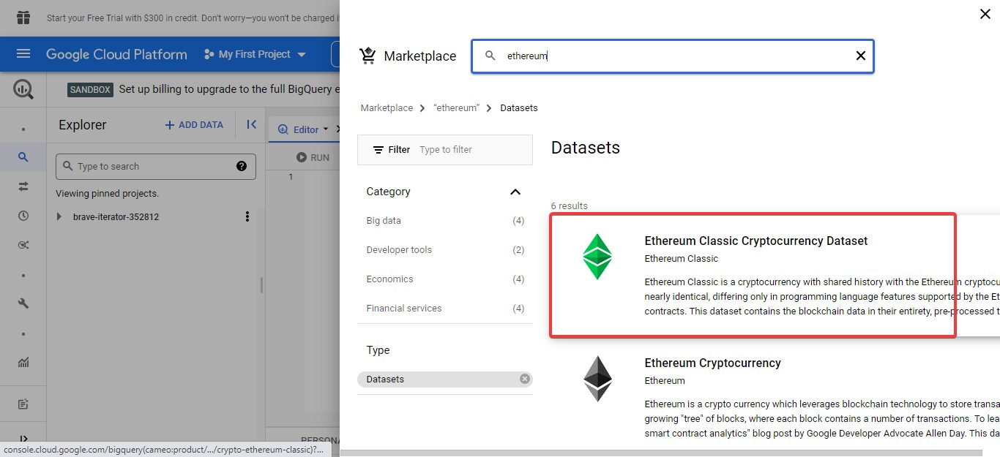 Start your Free Trial with $300 in credit. Don't worry—you won't be charged i
Google Cloud Platform
My First Project
SANDBOX Set up billing to upgrade to the full BigQuery e
Explorer
+ ADD DATA
Editor
Type to search
RUN
1
Viewing pinned projects.
brave-iterator-352812
PERSONA
console.cloud.google.com/bigquery(cameo:product/.../crypto-ethereum-classic)?...
Marketplace
ethereum
Marketplace > “ethereum” > Datasets
Filter Type to filter
Category
Big data (4)
Developer tools (2)
Economics (4)
Financial services (4)
Type
Datasets
Datasets
6 results
Ethereum Classic Cryptocurrency Dataset
Ethereum Classic
Ethereum Classic is a cryptocurrency with shared history with the Ethereum cryptocu
nearly identical, differing only in programming language features supported by the Et
contracts. This dataset contains the blockchain data in their entirety, pre-processed t
Ethereum Cryptocurrency
Ethereum
Ethereum is a crypto currency which leverages blockchain technology to store transa
growing "tree" of blocks, where each block contains a number of transactions. To lea
smart contract analytics" blog post by Google Developer Advocate Allen Day. This da